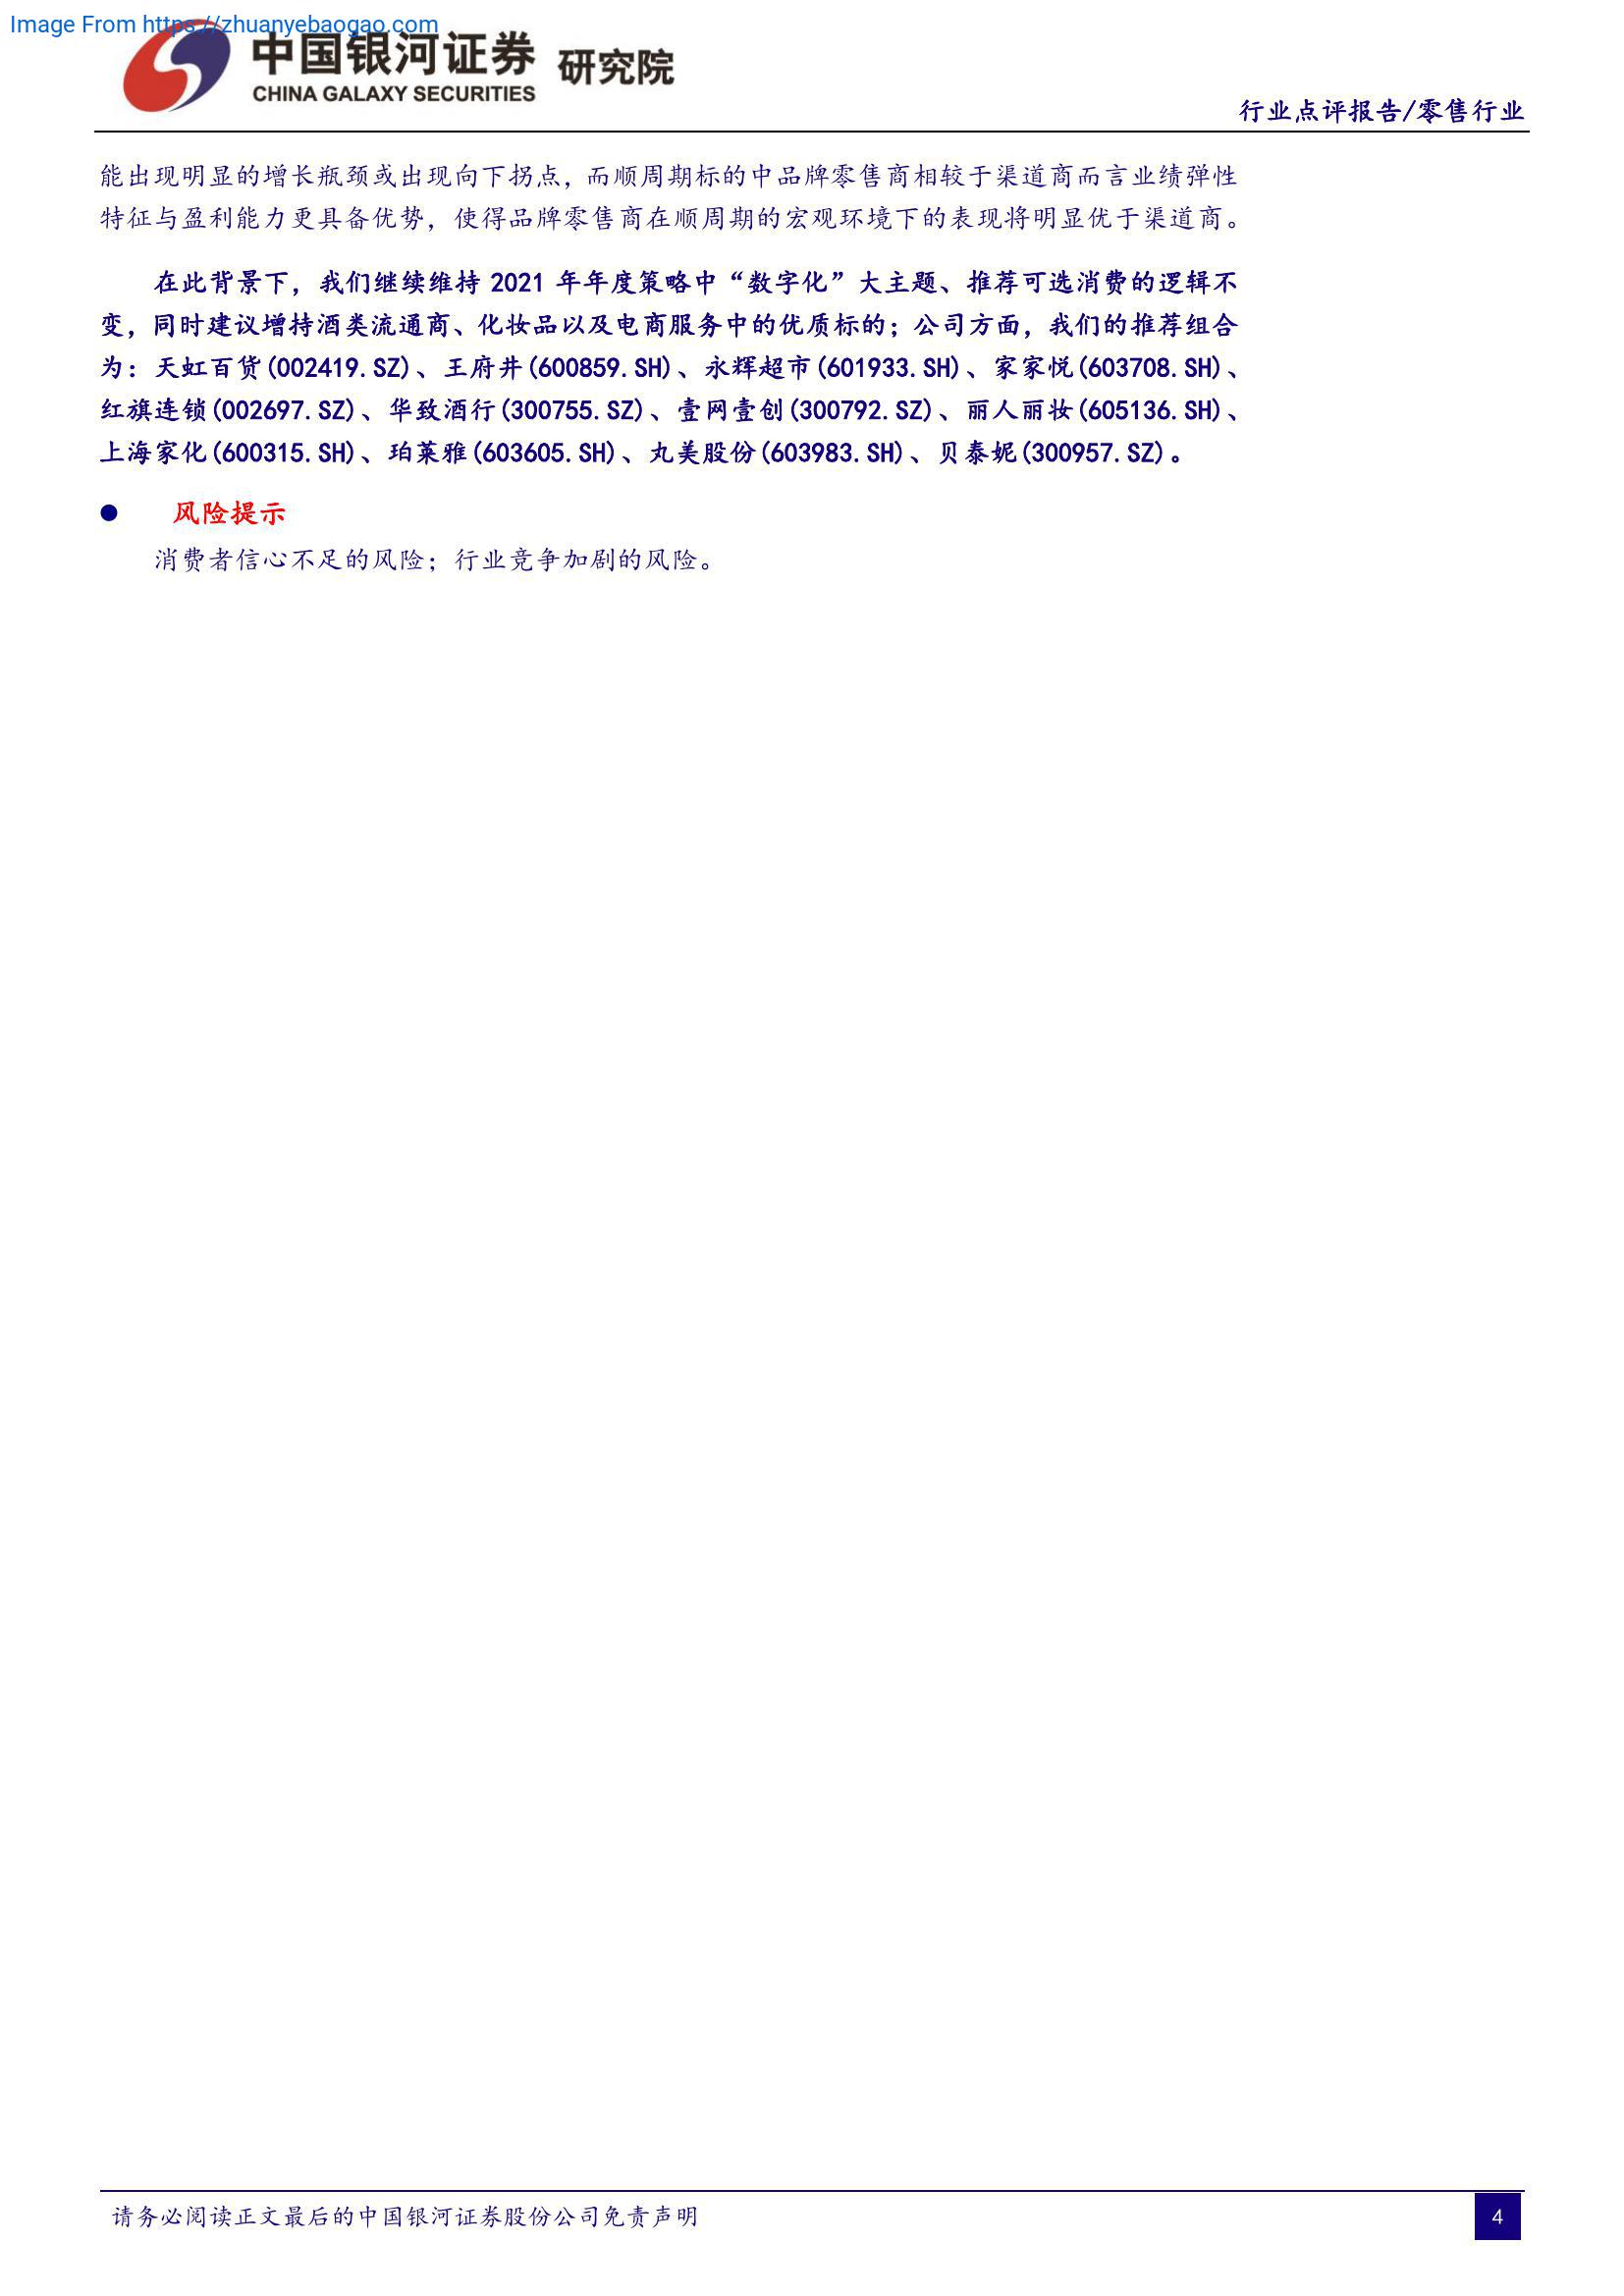 Image From https://zhuanyebaogao.com
中国银河证券 研究院
CHINA GALAXY SECURITIES
行业点评报告/零售行业
能出现明显的增长瓶颈或出现向下拐点，而顺周期标的中品牌零售商相较于渠道商而言业绩弹性
特征与盈利能力更具备优势，使得品牌零售商在顺周期的宏观环境下的表现将明显优于渠道商。
在此背景下，我们继续维持 2021 年年度策略中“数字化”大主题、推荐可选消费的逻辑不
变，同时建议增持酒类流通商、化妆品以及电商服务中的优质标的；公司方面，我们的推荐组合
为：天虹百货(002419.SZ)、王府井(600859.SH)、永辉超市(601933.SH)、家家悦(603708.SH)、
红旗连锁(002697.SZ)、华致酒行(300755.SZ)、壹网壹创(300792.SZ)、丽人丽妆(605136.SH)、
上海家化(600315.SH)、珀莱雅(603605.SH)、丸美股份(603983.SH)、贝泰妮(300957.SZ)。
● 风险提示
消费者信心不足的风险；行业竞争加剧的风险。
请务必阅读正文最后的中国银河证券股份公司免责声明
4